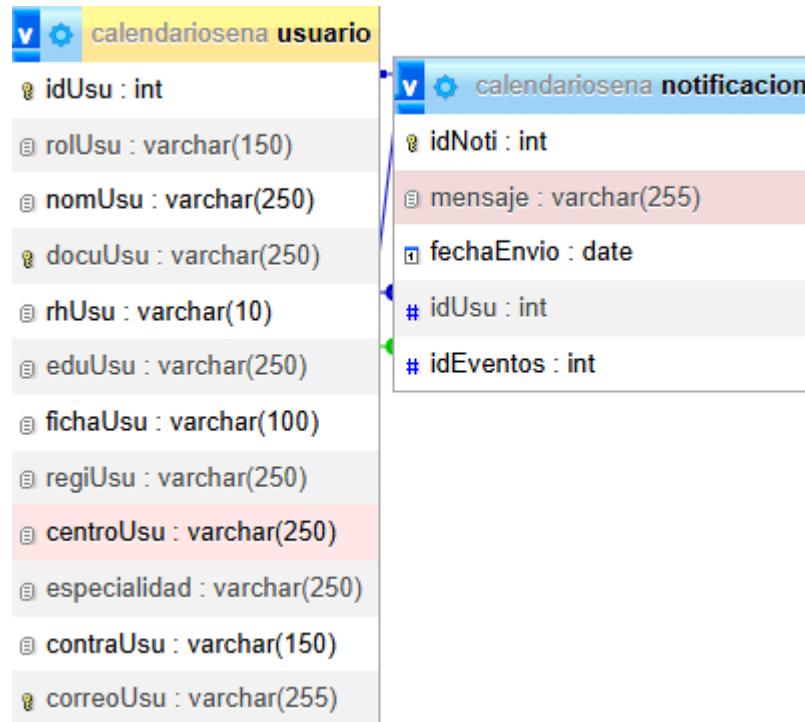 v calendariosena usuario
idUsu : int
rolUsu : varchar(150)
nomUsu : varchar(250)
docuUsu : varchar(250)
rhUsu : varchar(10)
eduUsu : varchar(250)
fichaUsu : varchar(100)
regiUsu : varchar(250)
centroUsu : varchar(250)
especialidad : varchar(250)
contraUsu : varchar(150)
correoUsu : varchar(255)
v calendariosena notificacion
idNoti : int
mensaje : varchar(255)
fechaEnvio : date
# idUsu : int
# idEventos : int